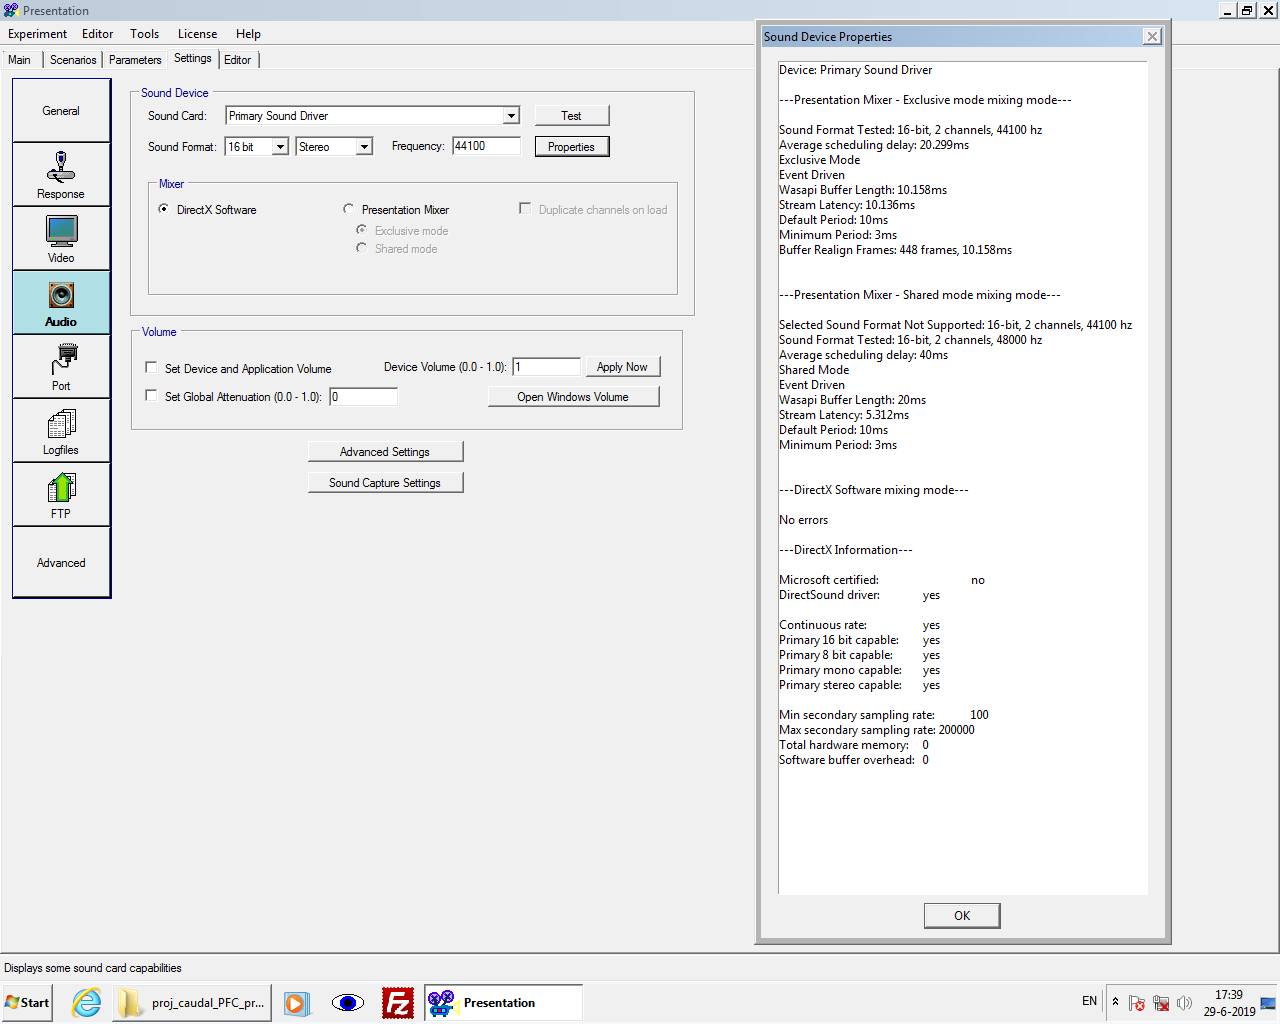 Presentation
Experiment Editor Tools License Help
Main Scenarios Parameters Settings Editor
General
Response
Video
Audio
Port
Logfiles
FTP
Advanced
Sound Device
Sound Card: Primary Sound Driver Test
Sound Format: 16 bit Stereo Frequency: 44100 Properties
Mixer
DirectX Software Presentation Mixer Duplicate channels on load
Exclusive mode
Shared mode
Volume
Set Device and Application Volume Device Volume (0.0 - 1.0): 1 Apply Now
Set Global Attenuation (0.0 - 1.0): 0 Open Windows Volume
Advanced Settings
Sound Capture Settings
Sound Device Properties
Device: Primary Sound Driver
---Presentation Mixer - Exclusive mode mixing mode---
Sound Format Tested: 16-bit, 2 channels, 44100 hz
Average scheduling delay: 20.299ms
Exclusive Mode
Event Driven
Wasapi Buffer Length: 10.158ms
Stream Latency: 10.136ms
Default Period: 10ms
Minimum Period: 3ms
Buffer Realign Frames: 448 frames, 10.158ms
---Presentation Mixer - Shared mode mixing mode---
Selected Sound Format Not Supported: 16-bit, 2 channels, 44100 hz
Sound Format Tested: 16-bit, 2 channels, 48000 hz
Average scheduling delay: 40ms
Shared Mode
Event Driven
Wasapi Buffer Length: 20ms
Stream Latency: 5.312ms
Default Period: 10ms
Minimum Period: 3ms
---DirectX Software mixing mode---
No errors
---DirectX Information---
Microsoft certified: no
DirectSound driver: yes
Continuous rate: yes
Primary 16 bit capable: yes
Primary 8 bit capable: yes
Primary mono capable: yes
Primary stereo capable: yes
Min secondary sampling rate: 100
Max secondary sampling rate: 200000
Total hardware memory: 0
Software buffer overhead: 0
OK
Displays some sound card capabilities
Start proj_caudal_PFC_pr... Fz Presentation EN 17:39
29-6-2019